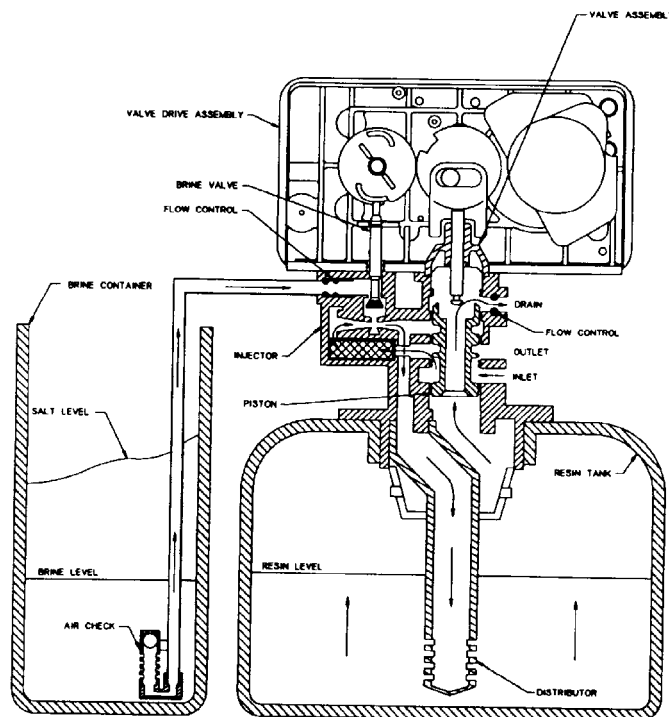 VALVE ASSEMBLY
VALVE DRIVE ASSEMBLY
BRINE VALVE
FLOW CONTROL
BRINE CONTAINER
DRAIN
FLOW CONTROL
INJECTOR
OUTLET
INLET
PISTON
SALT LEVEL
RESIN TANK
BRINE LEVEL
RESIN LEVEL
AIR CHECK
DISTRIBUTOR